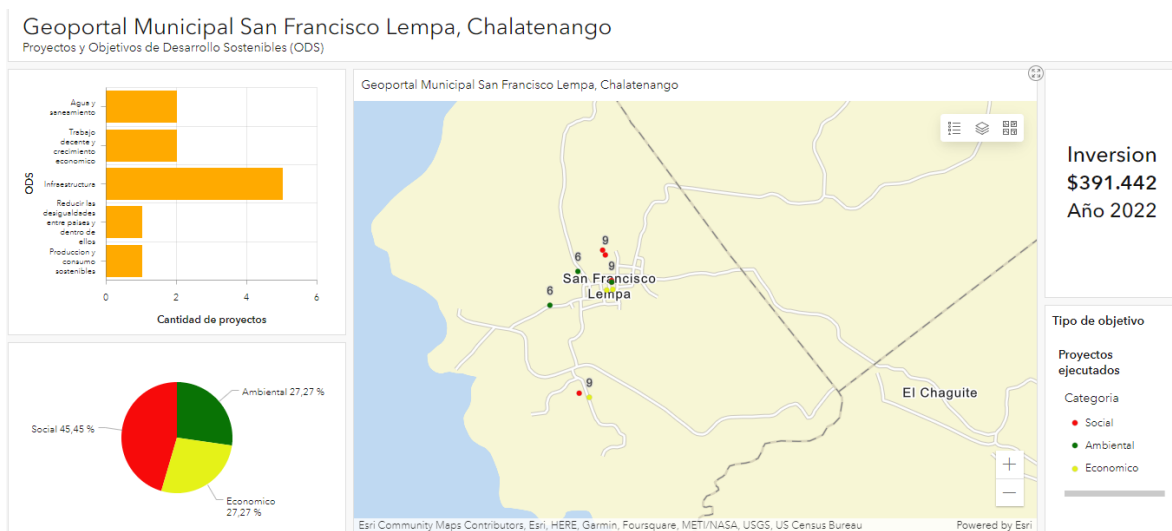 Geoportal Municipal San Francisco Lempa, Chalatenango
Proyectos y Objetivos de Desarrollo Sostenibles (ODS)
ODS
Agua y
saneamiento
Trabajo
decente y
crecimiento
economico
Infraestructura
Reducir las
desigualdades
entre paises y
dentro de
ellos
Produccion y
consumo
sostenibles
0
2
4
6
Cantidad de proyectos
Ambiental 27,27 %
Social 45,45 %
Economico
27,27 %
Geoportal Municipal San Francisco Lempa, Chalatenango
9
6
9
San Francisco
Lempa
6
9
El Chaguite
+
−
Esri Community Maps Contributors, Esri, HERE, Garmin, Foursquare, METI/NASA, USGS, US Census Bureau
Powered by Esri
Inversion
$391.442
Año 2022
Tipo de objetivo
Proyectos
ejecutados
Categoria
Social
Ambiental
Economico